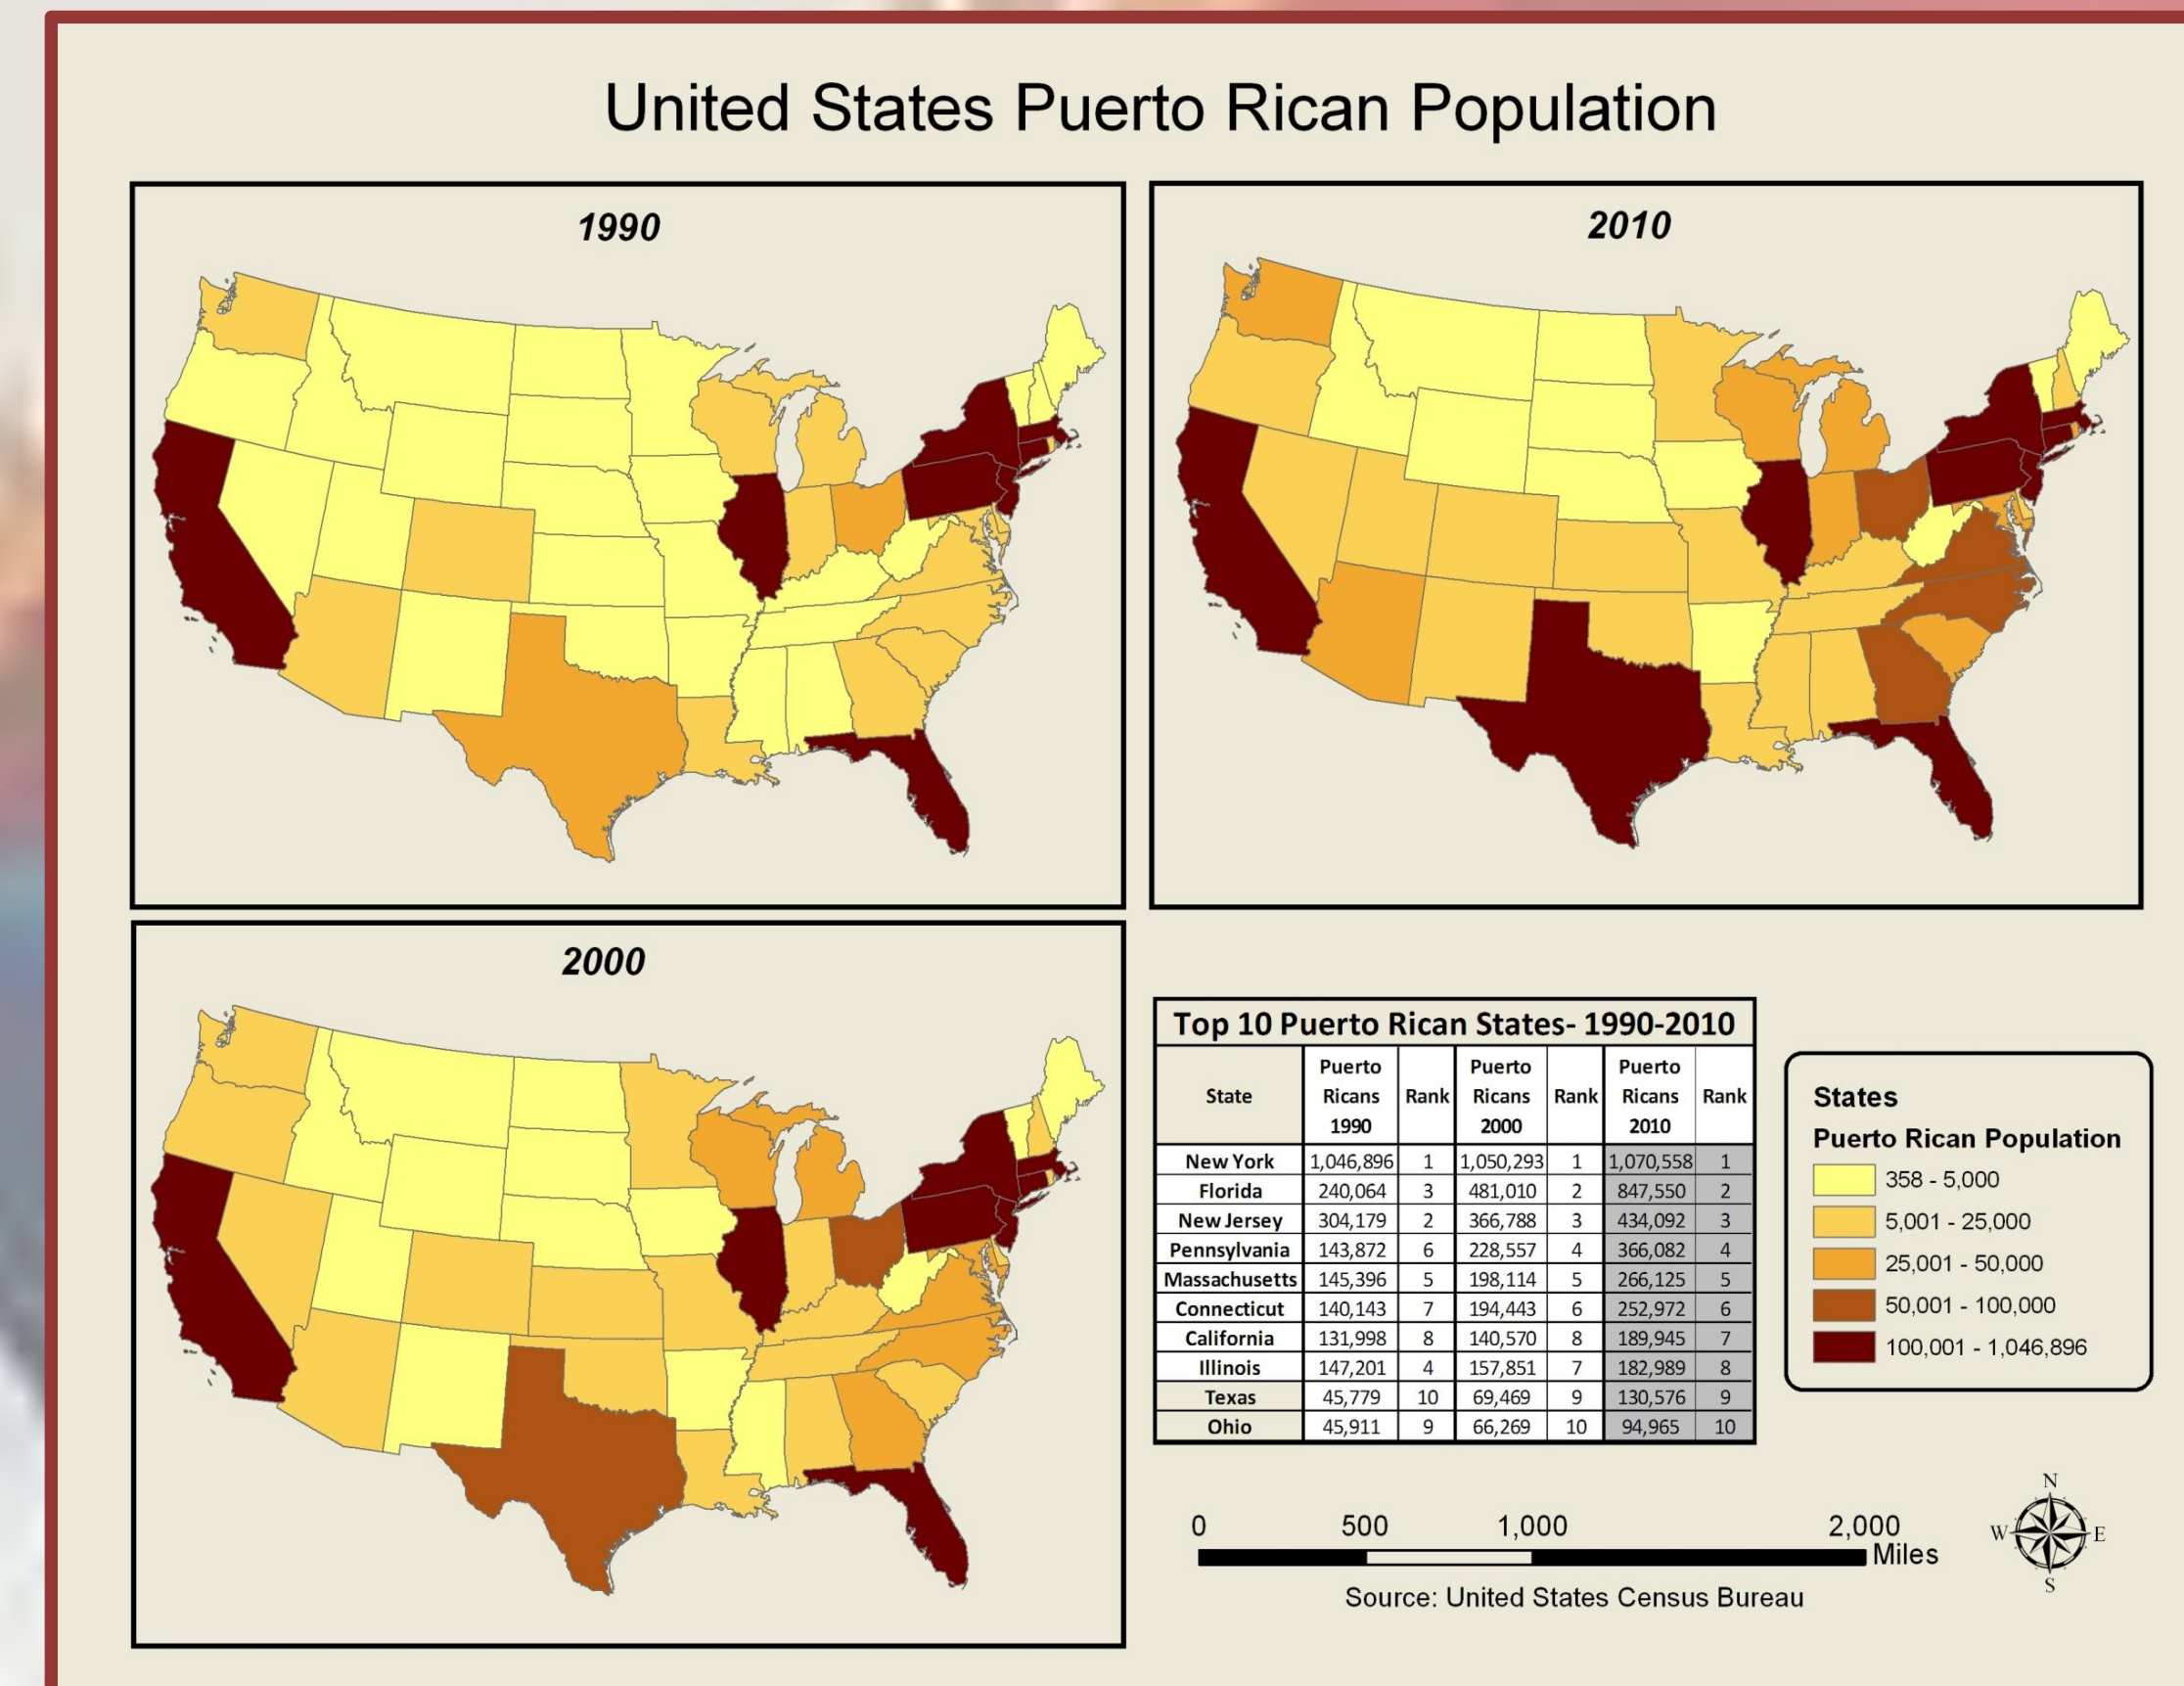 United States Puerto Rican Population
1990
2010
2000
Top 10 Puerto Rican States- 1990-2010
State Puerto Ricans 1990 Rank Puerto Ricans 2000 Rank Puerto Ricans 2010 Rank
New York 1,046,896 1 1,050,293 1 1,070,558 1
Florida 240,064 3 481,010 2 847,550 2
New Jersey 304,179 2 366,788 3 434,092 3
Pennsylvania 143,872 6 228,557 4 366,082 4
Massachusetts 145,396 5 198,114 5 266,125 5
Connecticut 140,143 7 194,443 6 252,972 6
California 131,998 8 140,570 8 189,945 7
Illinois 147,201 4 157,851 7 182,989 8
Texas 45,779 10 69,469 9 130,576 9
Ohio 45,911 9 66,269 10 94,965 10
States
Puerto Rican Population
358 - 5,000
5,001 - 25,000
25,001 - 50,000
50,001 - 100,000
100,001 - 1,046,896
0 500 1,000 2,000
Miles
Source: United States Census Bureau
N
W E
S